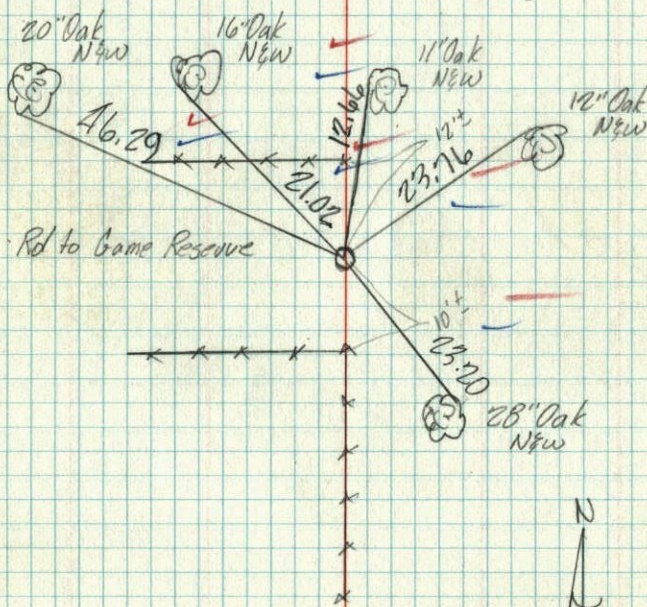 20" Oak
N&W
16" Oak
N&W
11" Oak
N&W
12" Oak
N&W
46.29
21.02
12.66
12'±
23.76
Rd to Game Reserve
10'±
23.20
28" Oak
N&W
N